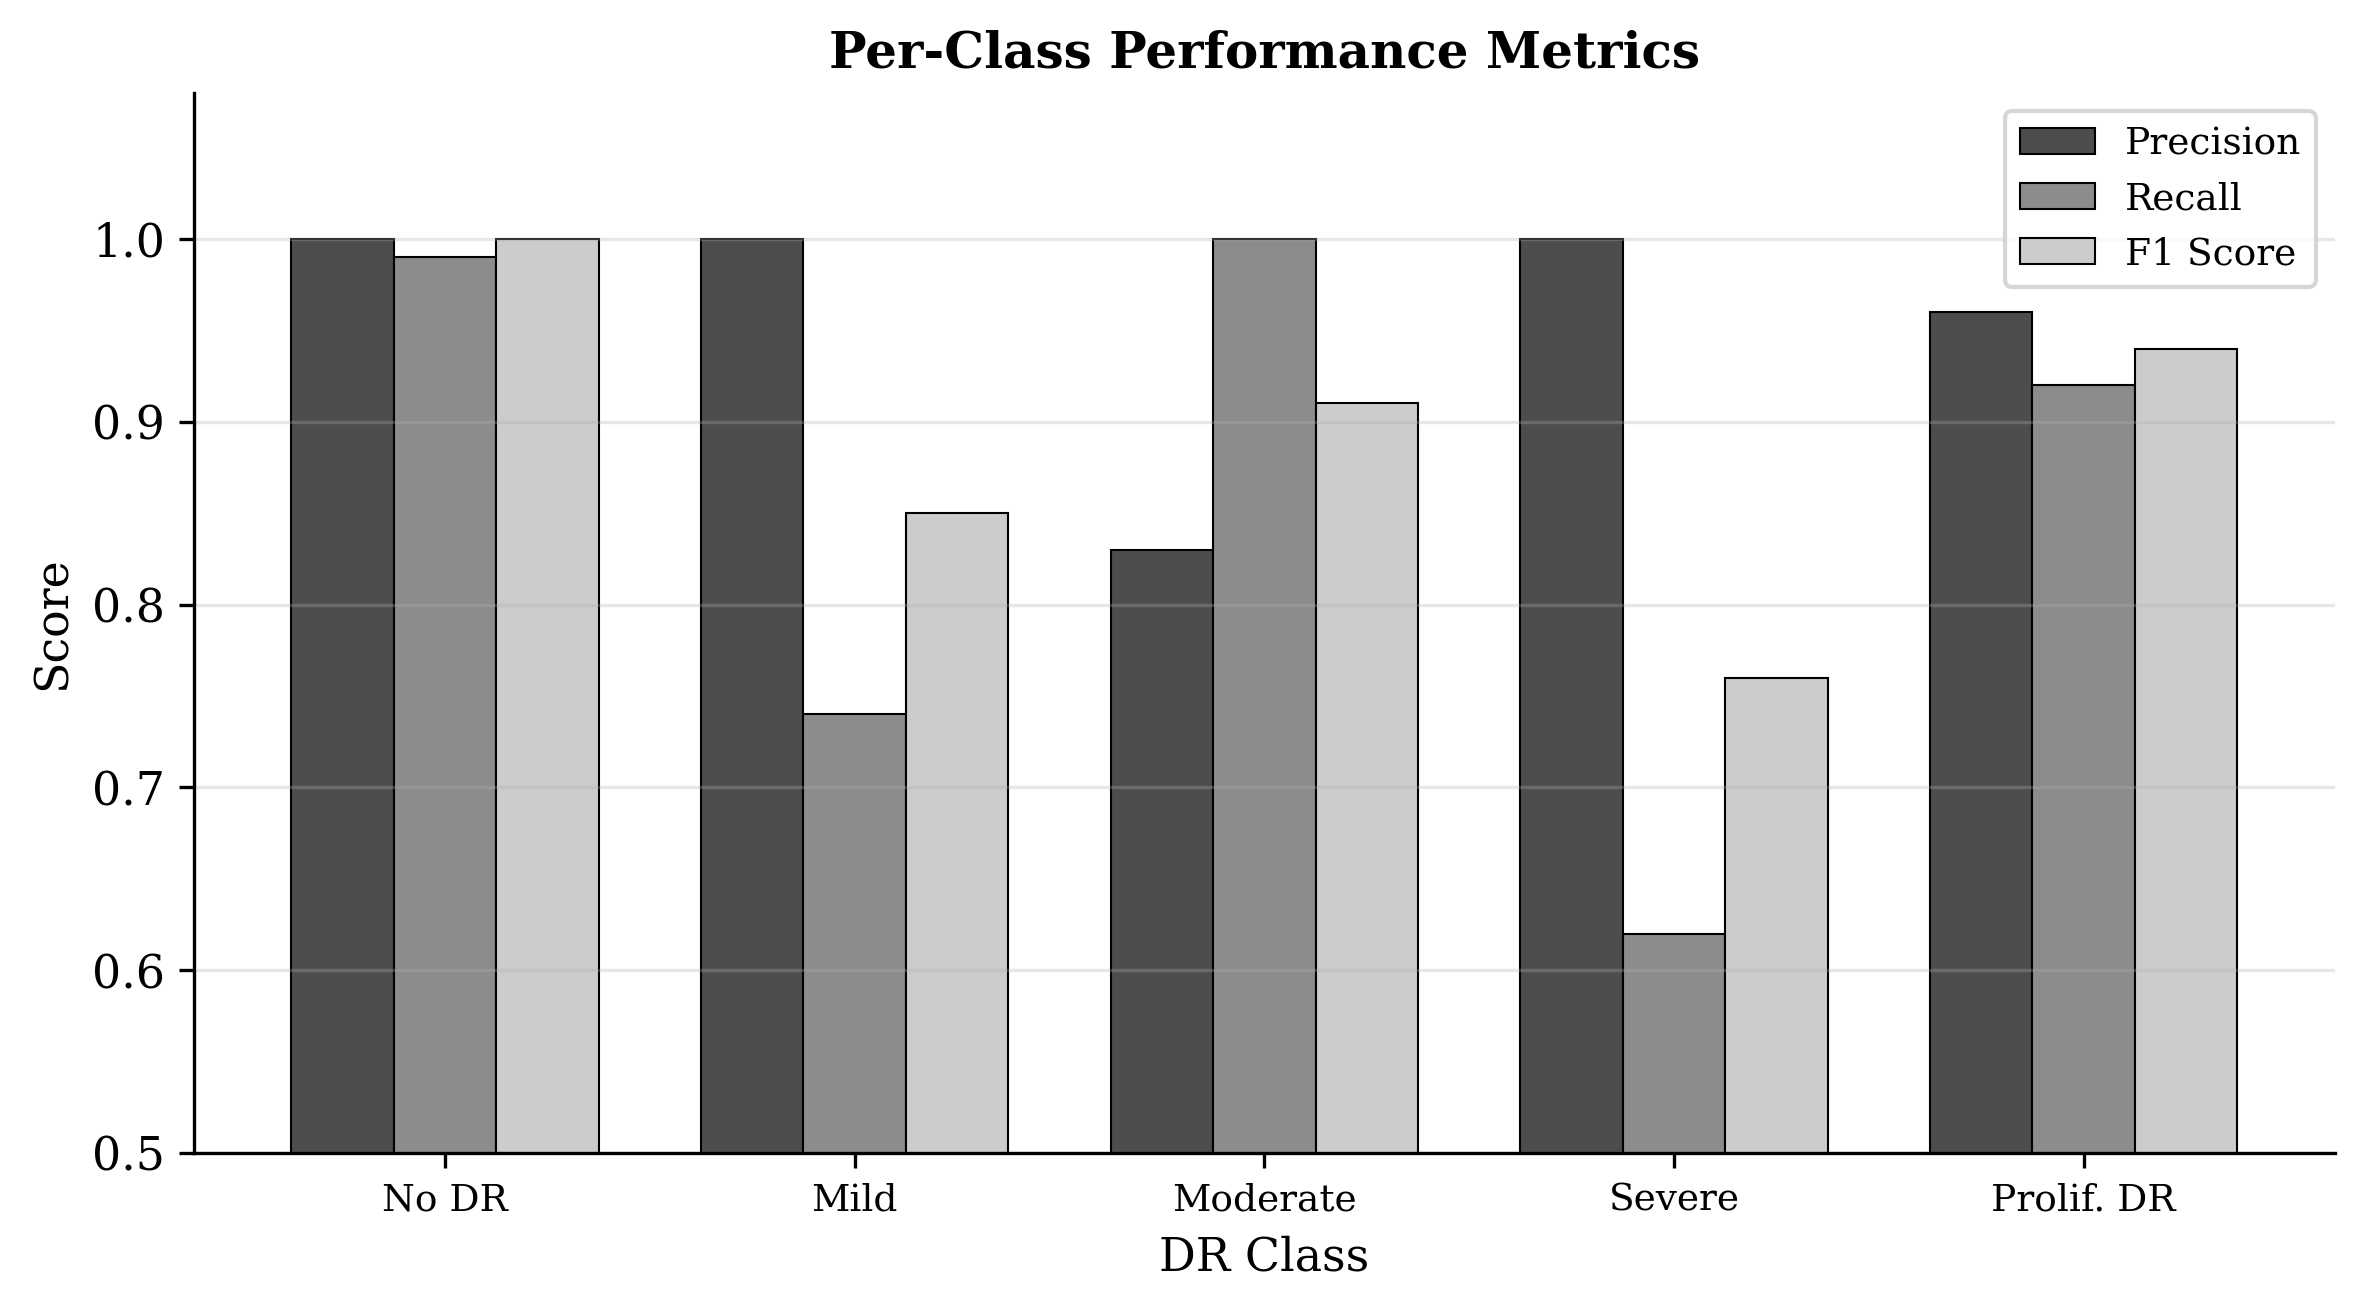 Per-Class Performance Metrics
Precision
Recall
F1 Score
1.0
0.9
0.8
0.7
0.6
0.5
Score
No DR
Mild
Moderate
Severe
Prolif. DR
DR Class